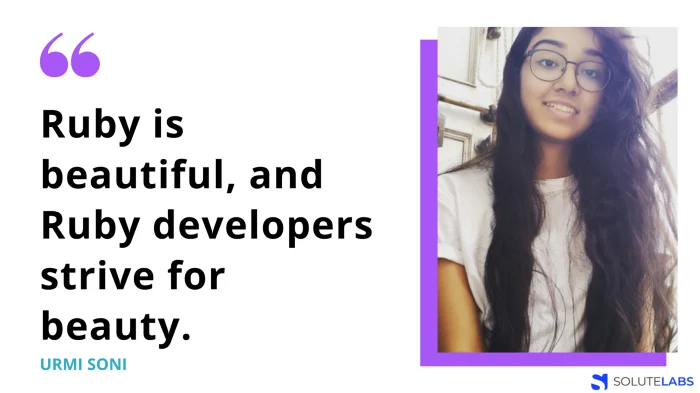 Ruby is
beautiful, and
Ruby developers
strive for
beauty.
URMI SONI
SOLUTELABS